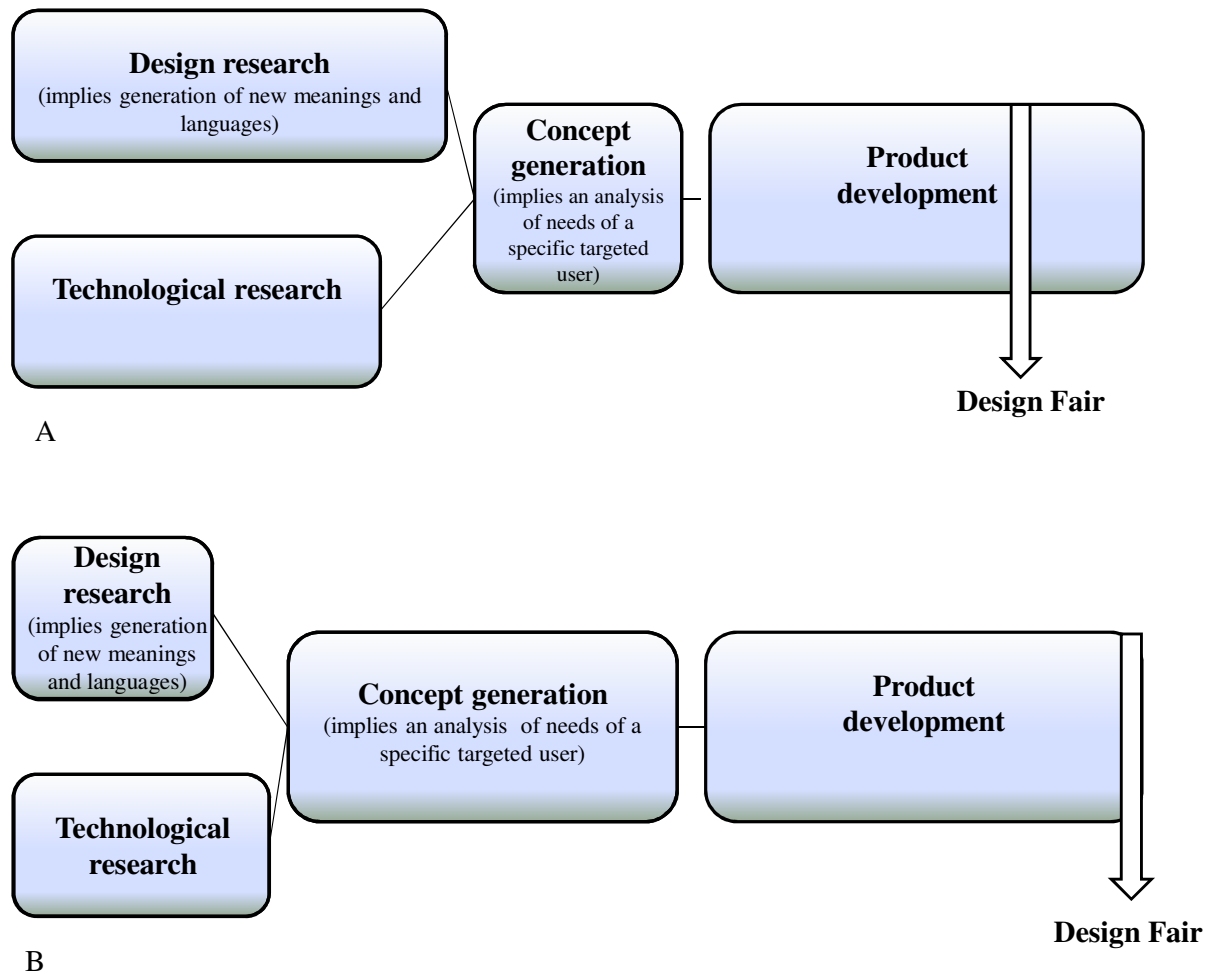 Design research
(implies generation of new meanings and
languages)
Concept
generation
(implies an analysis
of needs of a
specific targeted
user)
Product
development
Technological research
Design Fair
A
Design
research
(implies generation
of new meanings
and languages)
Concept generation
(implies an analysis of needs of a
specific targeted user)
Product
development
Technological
research
Design Fair
B